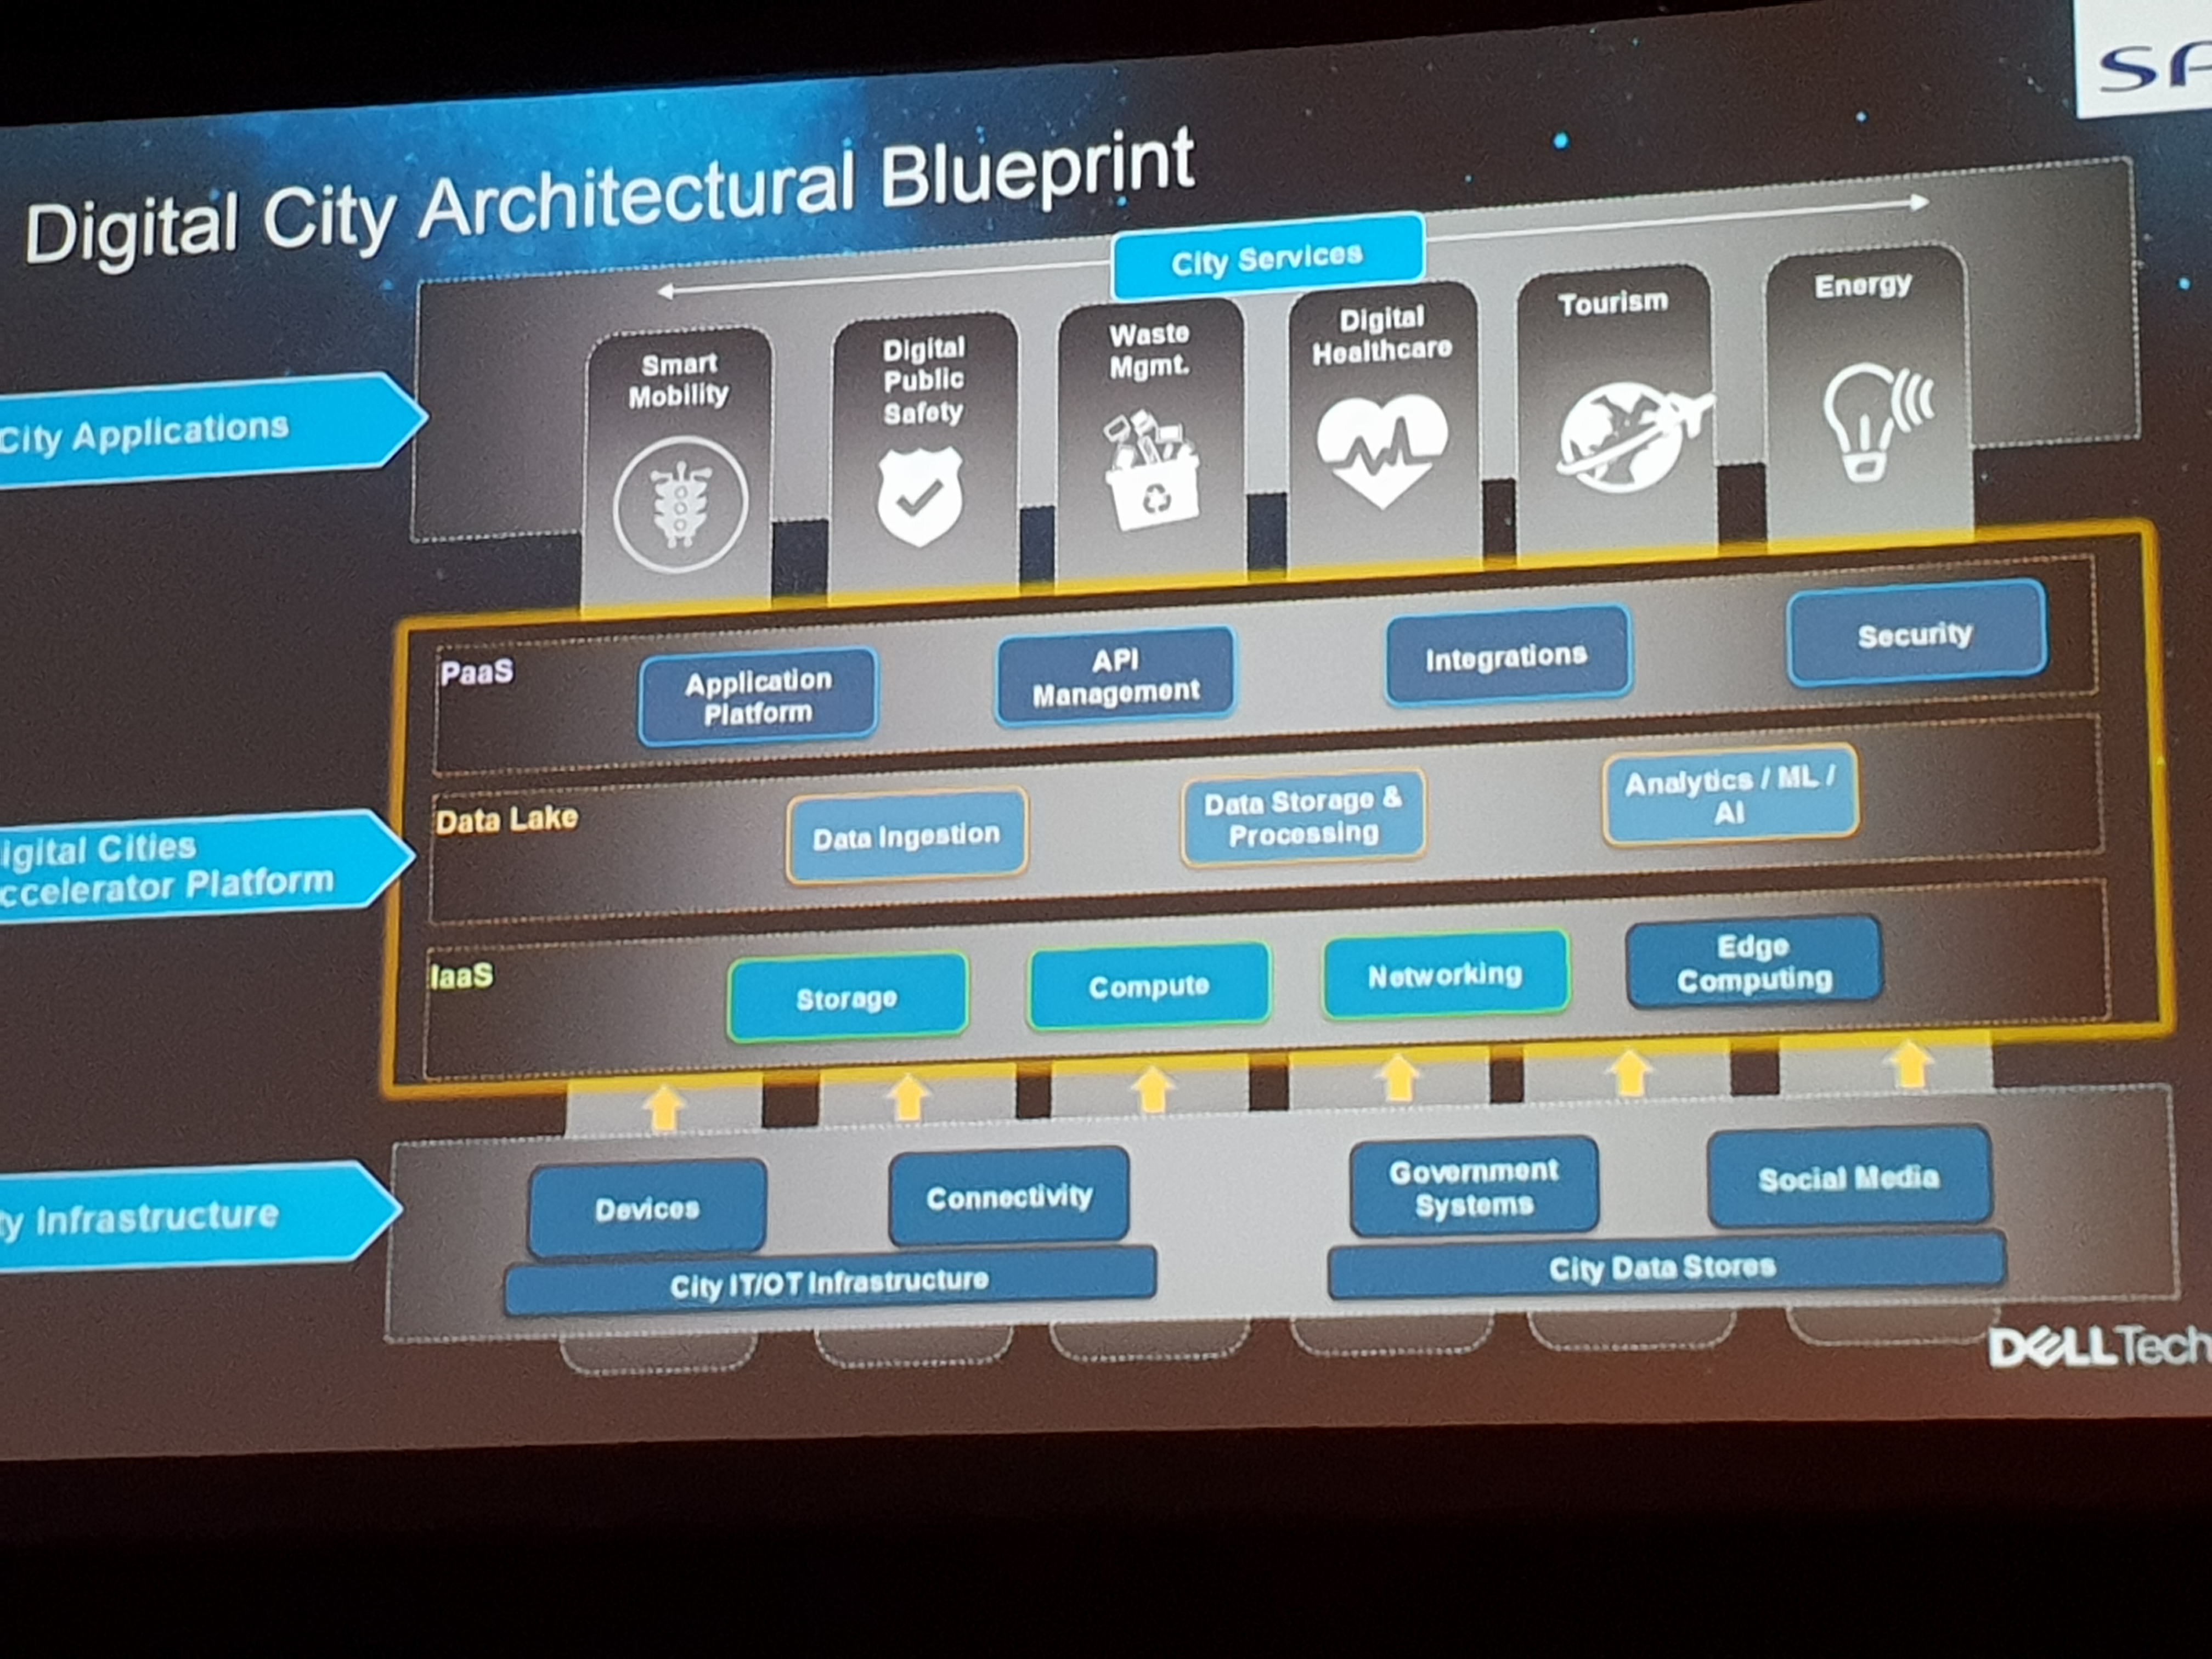 SA
Digital City Architectural Blueprint
City Services
Smart
Mobility
Digital
Public
Safety
Waste
Mgmt.
Digital
Healthcare
Tourism
Energy
City Applications
PaaS
Application
Platform
API
Management
Integrations
Security
igital Cities
ccelerator Platform
Data Lake
Data Ingestion
Data Storage &
Processing
Analytics / ML /
AI
IaaS
Storage
Compute
Networking
Edge
Computing
ty Infrastructure
Devices
Connectivity
Government
Systems
Social Media
City IT/OT Infrastructure
City Data Stores
DELLTech